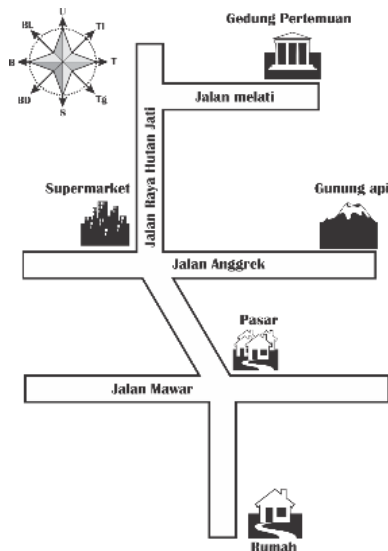 Gedung Pertemuan
U
BL
TI
B
T
BD
Tg
S
Jalan melati
Jalan Raya Hutan Jati
Supermarket
Gunung api
Jalan Anggrek
Pasar
Jalan Mawar
Rumah